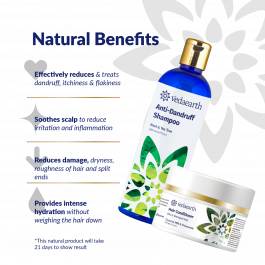 Natural Benefits
Effectively reduces & treats
dandruff, itchiness & flakiness
Soothes scalp to reduce
irritation and inflammation
Reduces damage, dryness,
roughness of hair and split
ends
Provides intense
hydration without
weighing the hair down
*This natural product will take
21 days to show result
Vedaearth
Anti-Dandruff
Shampoo
Vedaearth
Hair Conditioner